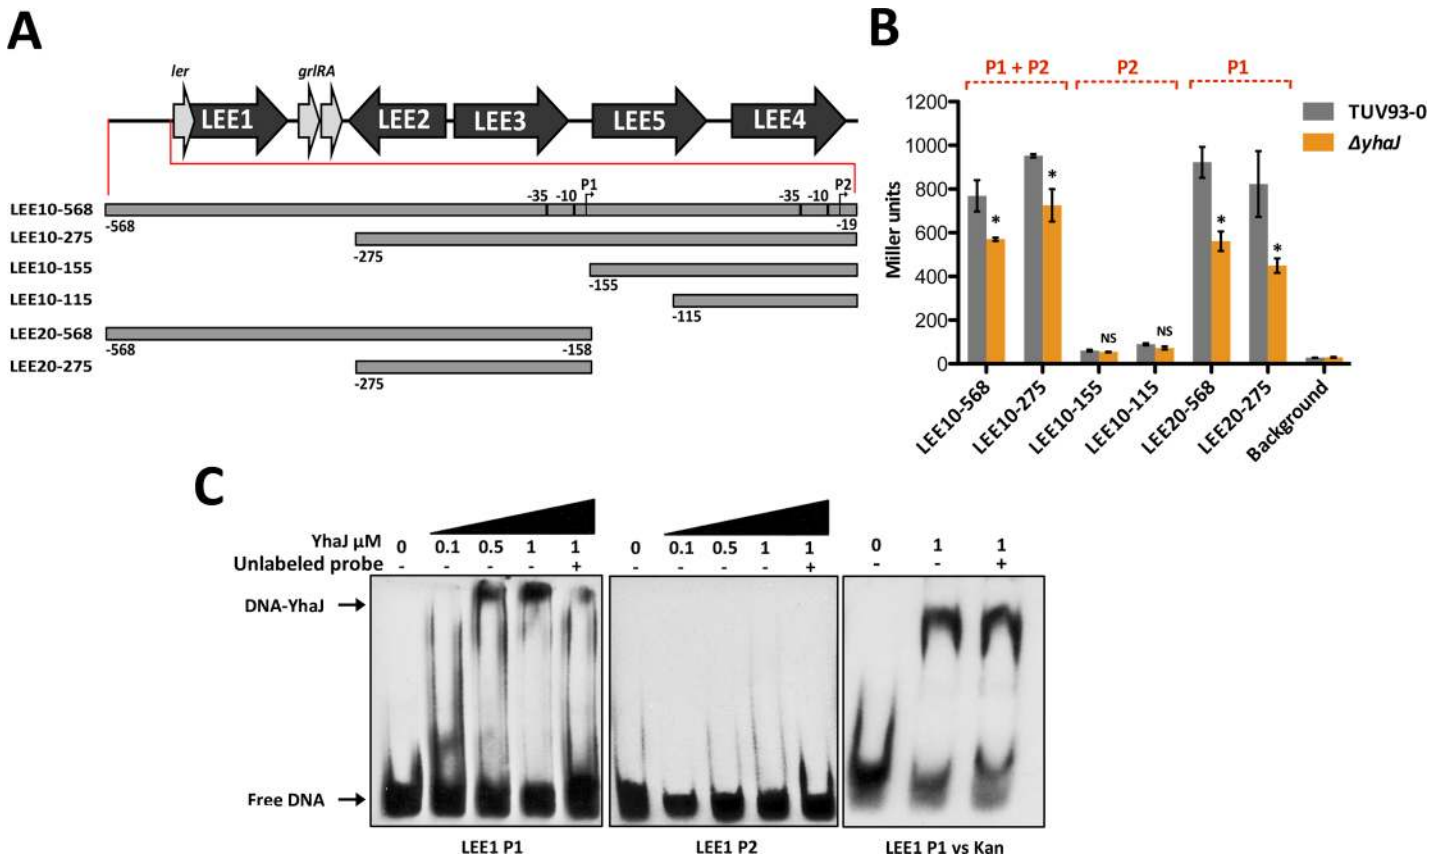 A
ler
grlRA
LEE1
LEE2
LEE3
LEE5
LEE4
-35 -10 P1 -35 -10 P2
LEE10-568
-568 -19
LEE10-275
-275
LEE10-155
-155
LEE10-115
-115
LEE20-568
-568 -158
LEE20-275
-275
B
P1 + P2 P2 P1
1200
1000
800
600
400
200
0
Miller units
* * NS NS * *
TUV93-0
ΔyhaJ
LEE10-568
LEE10-275
LEE10-155
LEE10-115
LEE20-568
LEE20-275
Background
C
YhaJ µM 0 0.1 0.5 1 1 0 0.1 0.5 1 1 0 1 1
Unlabeled probe - - - - + - - - - + - - +
DNA-YhaJ
Free DNA
LEE1 P1 LEE1 P2 LEE1 P1 vs Kan